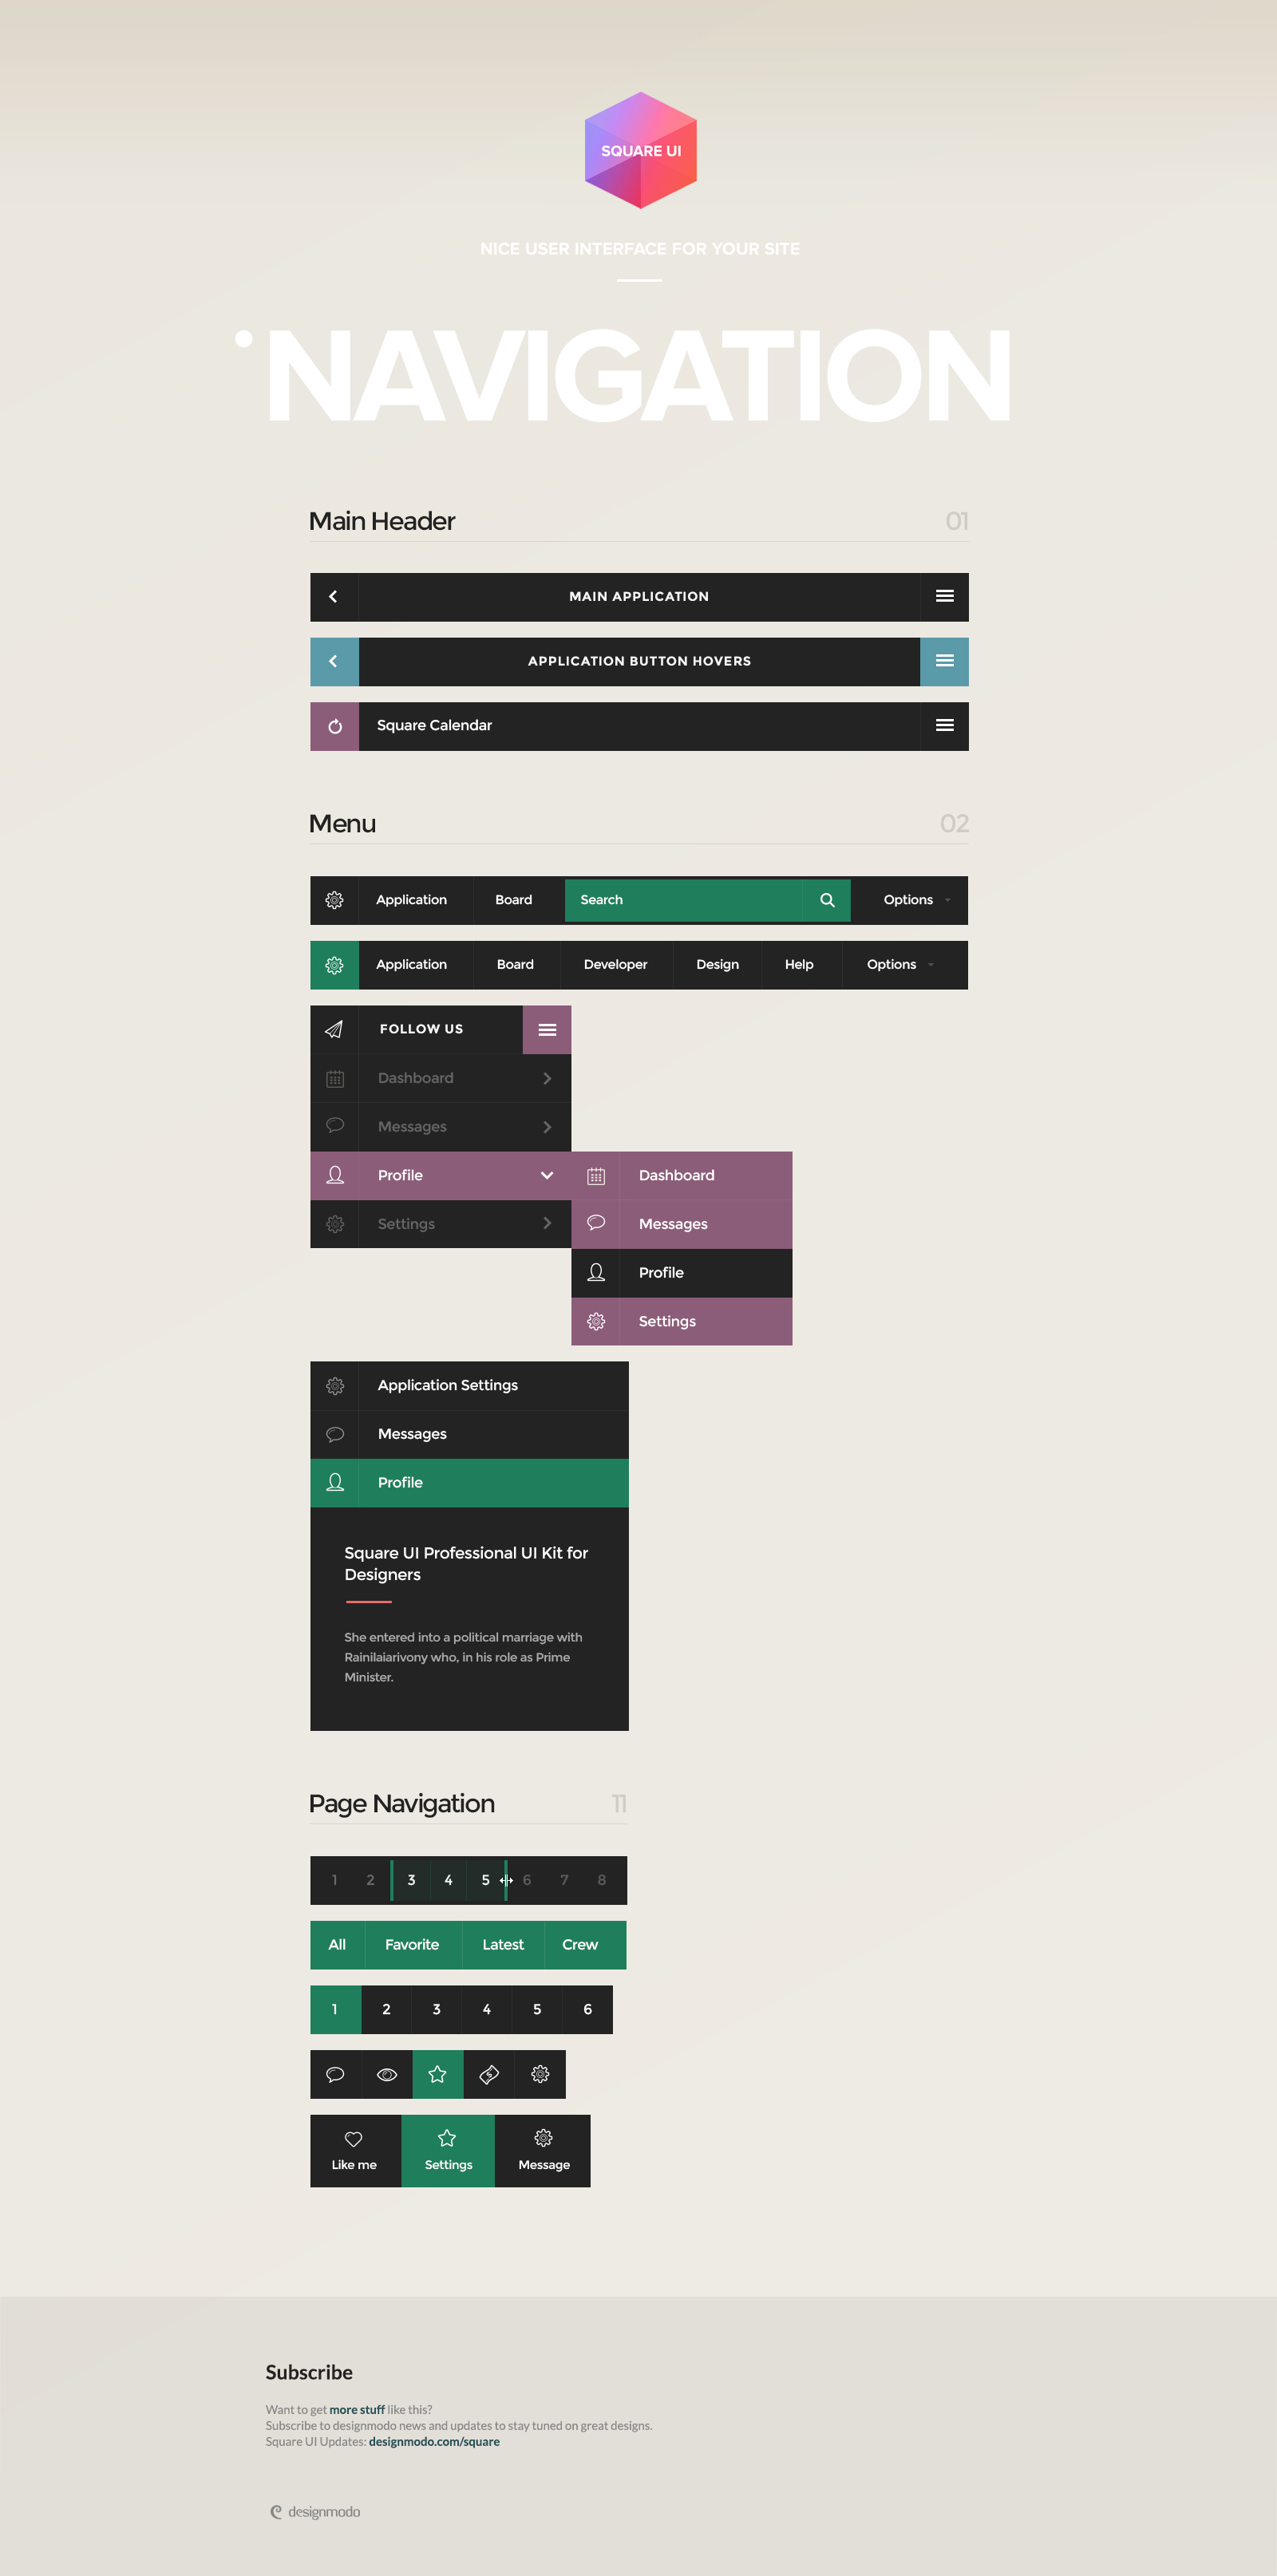 SQUARE UI
NICE USER INTERFACE FOR YOUR SITE
NAVIGATION
Main Header 01
MAIN APPLICATION
APPLICATION BUTTON HOVERS
Square Calendar
Menu 02
Application Board Search Options
Application Board Developer Design Help Options
FOLLOW US
Dashboard
Messages
Profile Dashboard
Settings Messages
Profile
Settings
Application Settings
Messages
Profile
Square UI Professional UI Kit for
Designers
She entered into a political marriage with
Rainilaiarivony who, in his role as Prime
Minister.
Page Navigation 11
1 2 3 4 5 6 7 8
All Favorite Latest Crew
1 2 3 4 5 6
Like me Settings Message
Subscribe
Want to get more stuff like this?
Subscribe to designmodo news and updates to stay tuned on great designs.
Square UI Updates: designmodo.com/square
designmodo